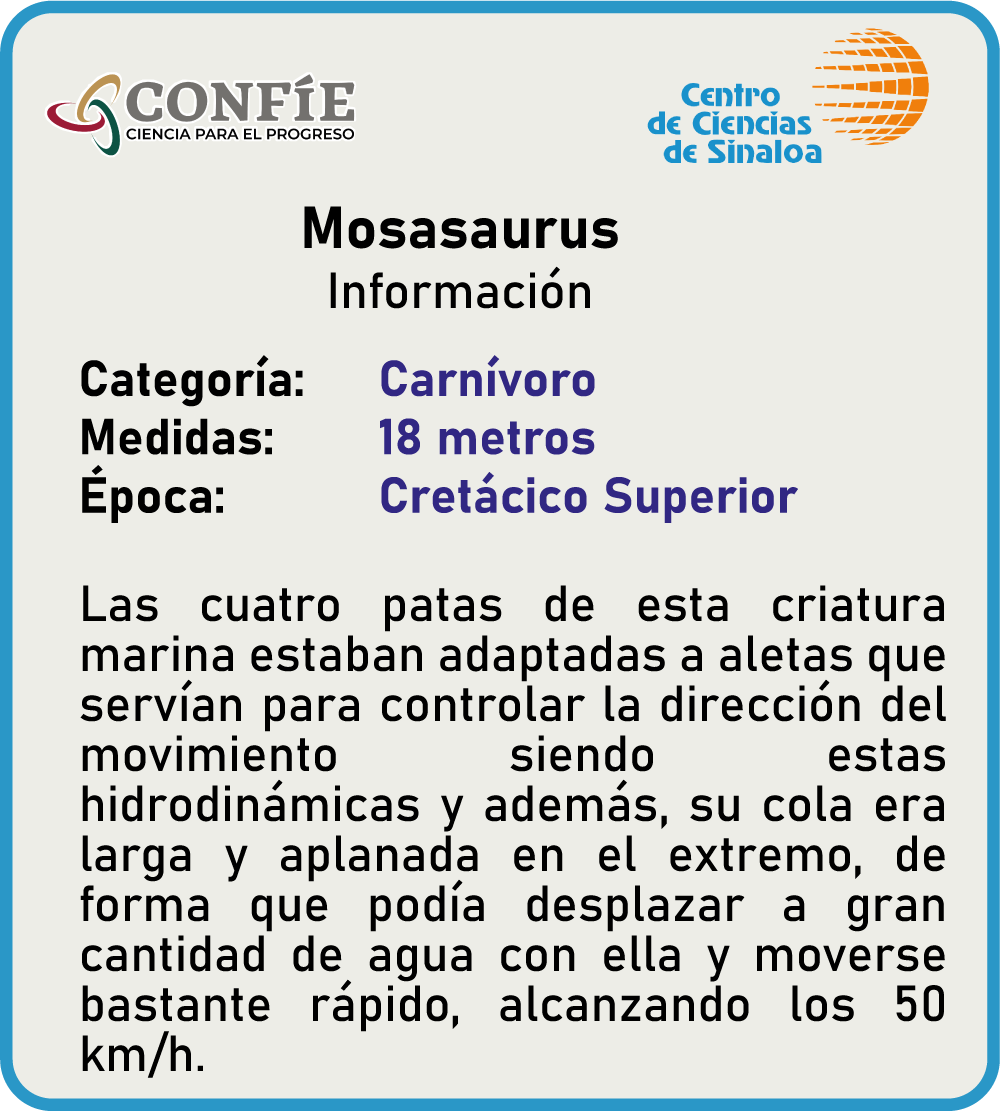 CONFÍE
CIENCIA PARA EL PROGRESO
Centro
de Ciencias
de Sinaloa
Mosasaurus
Información
Categoría: Carnívoro
Medidas: 18 metros
Época: Cretácico Superior
Las cuatro patas de esta criatura
marina estaban adaptadas a aletas que
servían para controlar la dirección del
movimiento siendo estas
hidrodinámicas y además, su cola era
larga y aplanada en el extremo, de
forma que podía desplazar a gran
cantidad de agua con ella y moverse
bastante rápido, alcanzando los 50
km/h.